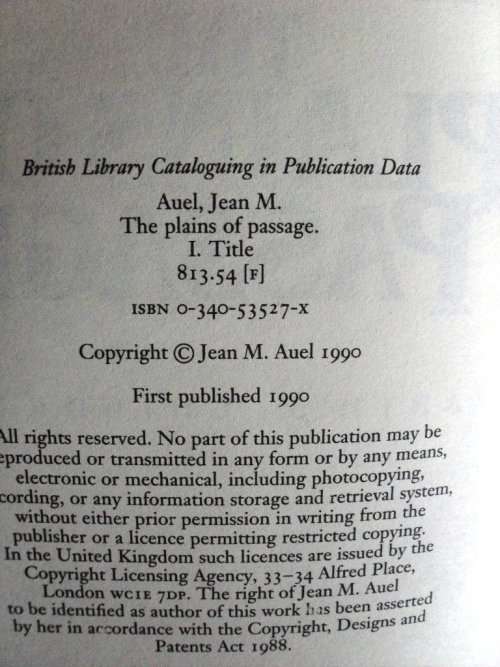 British Library Cataloguing in Publication Data
Auel, Jean M.
The plains of passage.
I. Title
813.54 [F]
ISBN 0-340-53527-X
Copyright © Jean M. Auel 1990
First published 1990
All rights reserved. No part of this publication may be
eproduced or transmitted in any form or by any means,
electronic or mechanical, including photocopying,
cording, or any information storage and retrieval system,
without either prior permission in writing from the
publisher or a licence permitting restricted copying.
In the United Kingdom such licences are issued by the
Copyright Licensing Agency, 33–34 Alfred Place,
London WC1E 7DP. The right of Jean M. Auel
to be identified as author of this work has been asserted
by her in accordance with the Copyright, Designs and
Patents Act 1988.